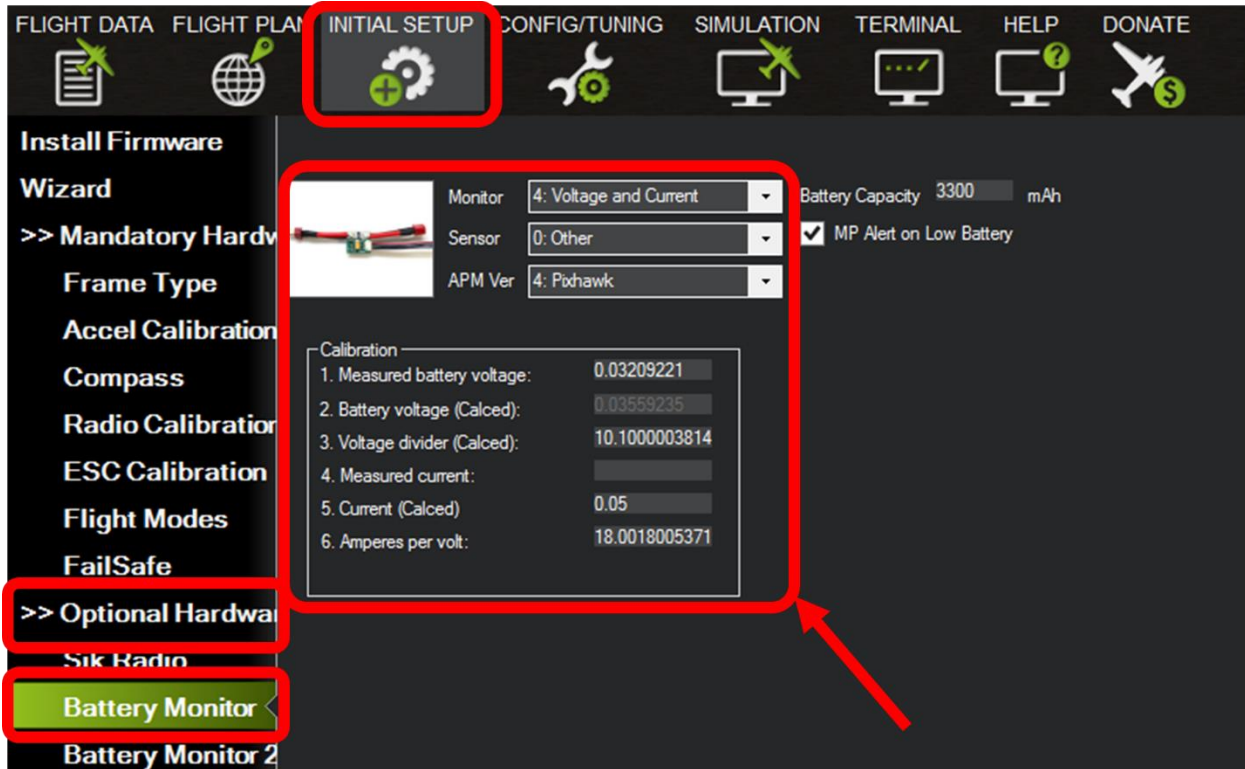 FLIGHT DATA FLIGHT PLAN INITIAL SETUP CONFIG/TUNING SIMULATION TERMINAL HELP DONATE
Install Firmware
Wizard
>> Mandatory Hardw
Frame Type
Accel Calibration
Compass
Radio Calibration
ESC Calibration
Flight Modes
FailSafe
>> Optional Hardwar
Sik Radio
Battery Monitor
Battery Monitor 2
Monitor 4: Voltage and Current
Sensor 0: Other
APM Ver 4: Pixhawk
Battery Capacity 3300 mAh
MP Alert on Low Battery
Calibration
1. Measured battery voltage: 0.03209221
2. Battery voltage (Calced): 0.03559235
3. Voltage divider (Calced): 10.1000003814
4. Measured current:
5. Current (Calced) 0.05
6. Amperes per volt: 18.0018005371